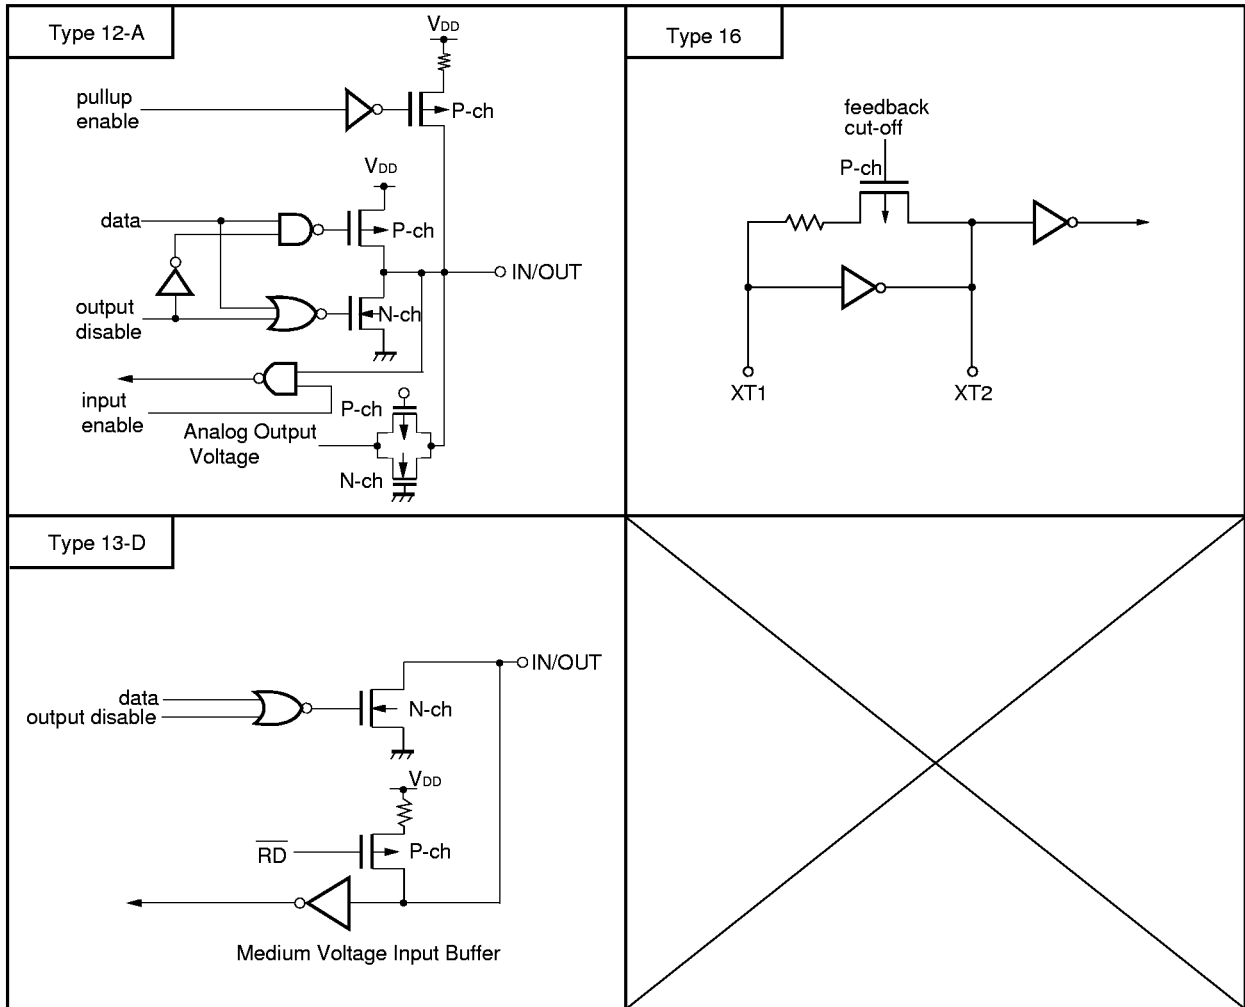 Type 12-A
VDD
pullup
enable
P-ch
VDD
data
P-ch
IN/OUT
output
disable
N-ch
input
enable
P-ch
Analog Output
Voltage
N-ch
Type 16
feedback
cut-off
P-ch
XT1
XT2
Type 13-D
IN/OUT
data
output disable
N-ch
VDD
R̅D̅
P-ch
Medium Voltage Input Buffer